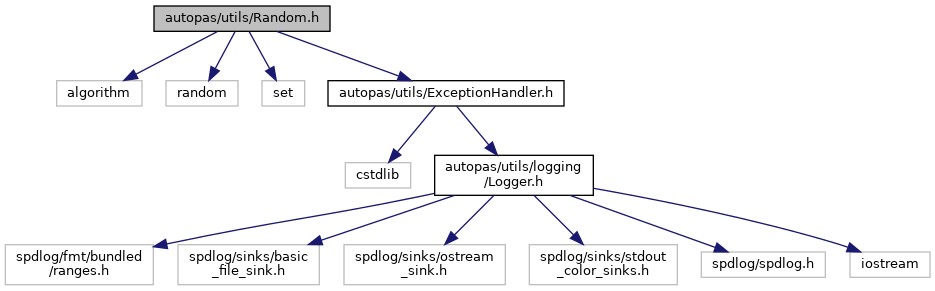 autopas/utils/Random.h
algorithm
random
set
autopas/utils/ExceptionHandler.h
cstdlib
autopas/utils/logging
/Logger.h
spdlog/fmt/bundled
/ranges.h
spdlog/sinks/basic
_file_sink.h
spdlog/sinks/ostream
_sink.h
spdlog/sinks/stdout
_color_sinks.h
spdlog/spdlog.h
iostream